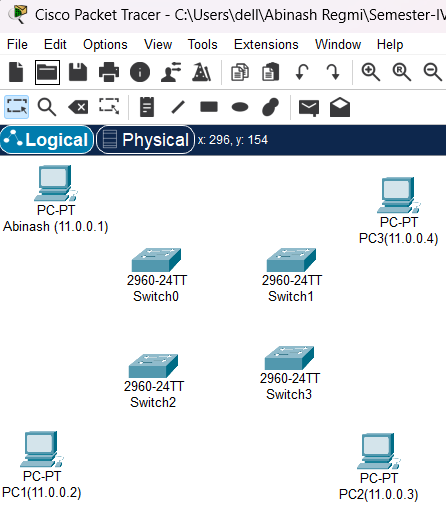 Cisco Packet Tracer - C:\Users\dell\Abinash Regmi\Semester-IV
File Edit Options View Tools Extensions Window Help
Logical Physical x: 296, y: 154
PC-PT
Abinash (11.0.0.1)
PC-PT
PC3(11.0.0.4)
2960-24TT
Switch0
2960-24TT
Switch1
2960-24TT
Switch2
2960-24TT
Switch3
PC-PT
PC1(11.0.0.2)
PC-PT
PC2(11.0.0.3)